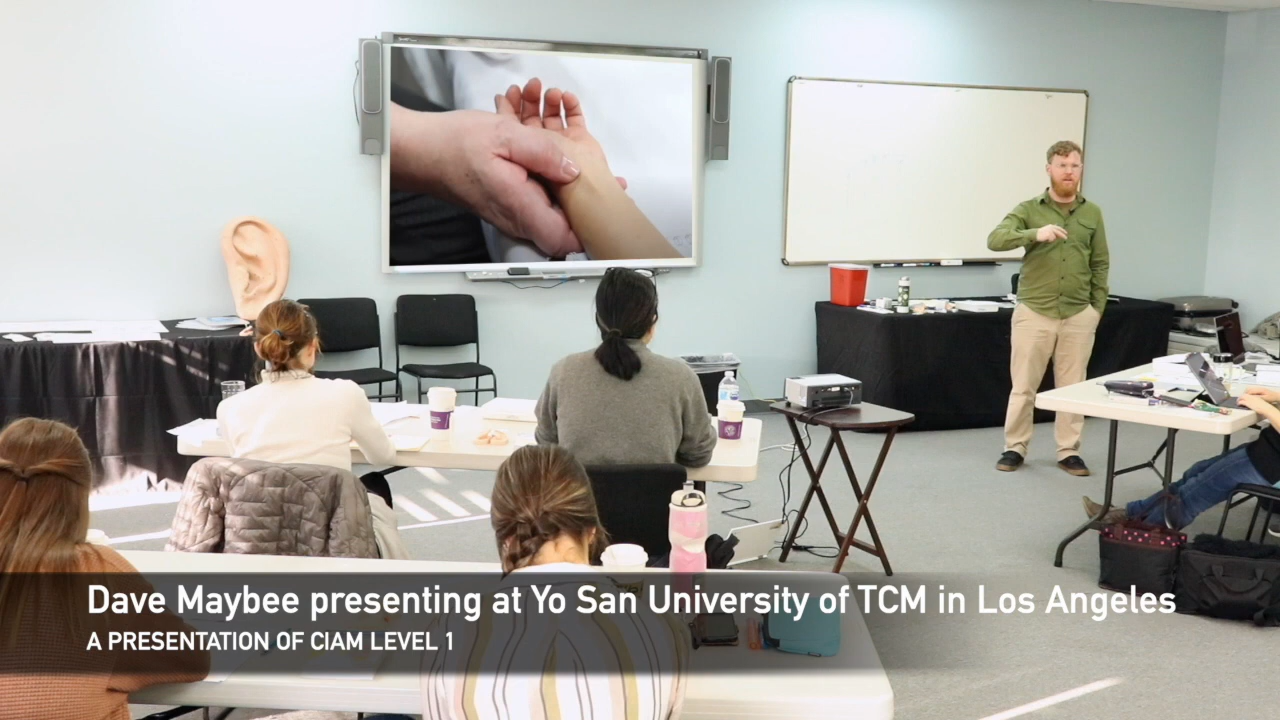 Dave Maybee presenting at Yo San University of TCM in Los Angeles
A PRESENTATION OF CIAM LEVEL 1